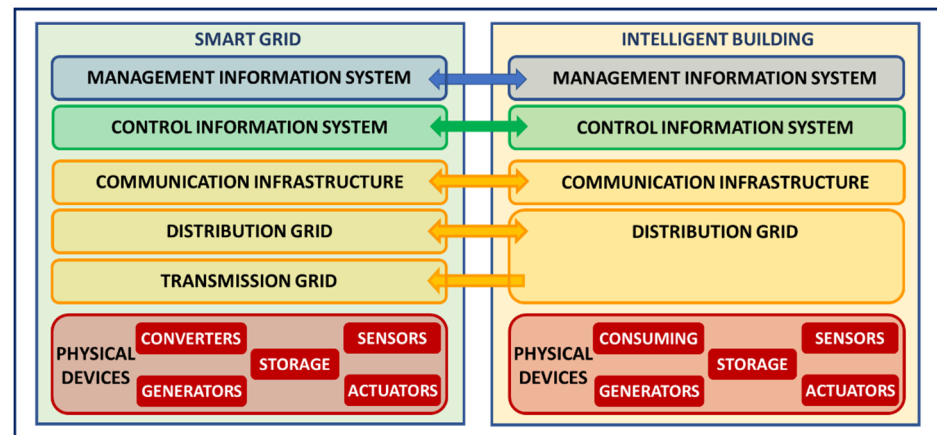 SMART GRID
MANAGEMENT INFORMATION SYSTEM
CONTROL INFORMATION SYSTEM
COMMUNICATION INFRASTRUCTURE
DISTRIBUTION GRID
TRANSMISSION GRID
PHYSICAL
DEVICES
CONVERTERS
SENSORS
STORAGE
GENERATORS
ACTUATORS
INTELLIGENT BUILDING
MANAGEMENT INFORMATION SYSTEM
CONTROL INFORMATION SYSTEM
COMMUNICATION INFRASTRUCTURE
DISTRIBUTION GRID
PHYSICAL
DEVICES
CONSUMING
SENSORS
STORAGE
GENERATORS
ACTUATORS